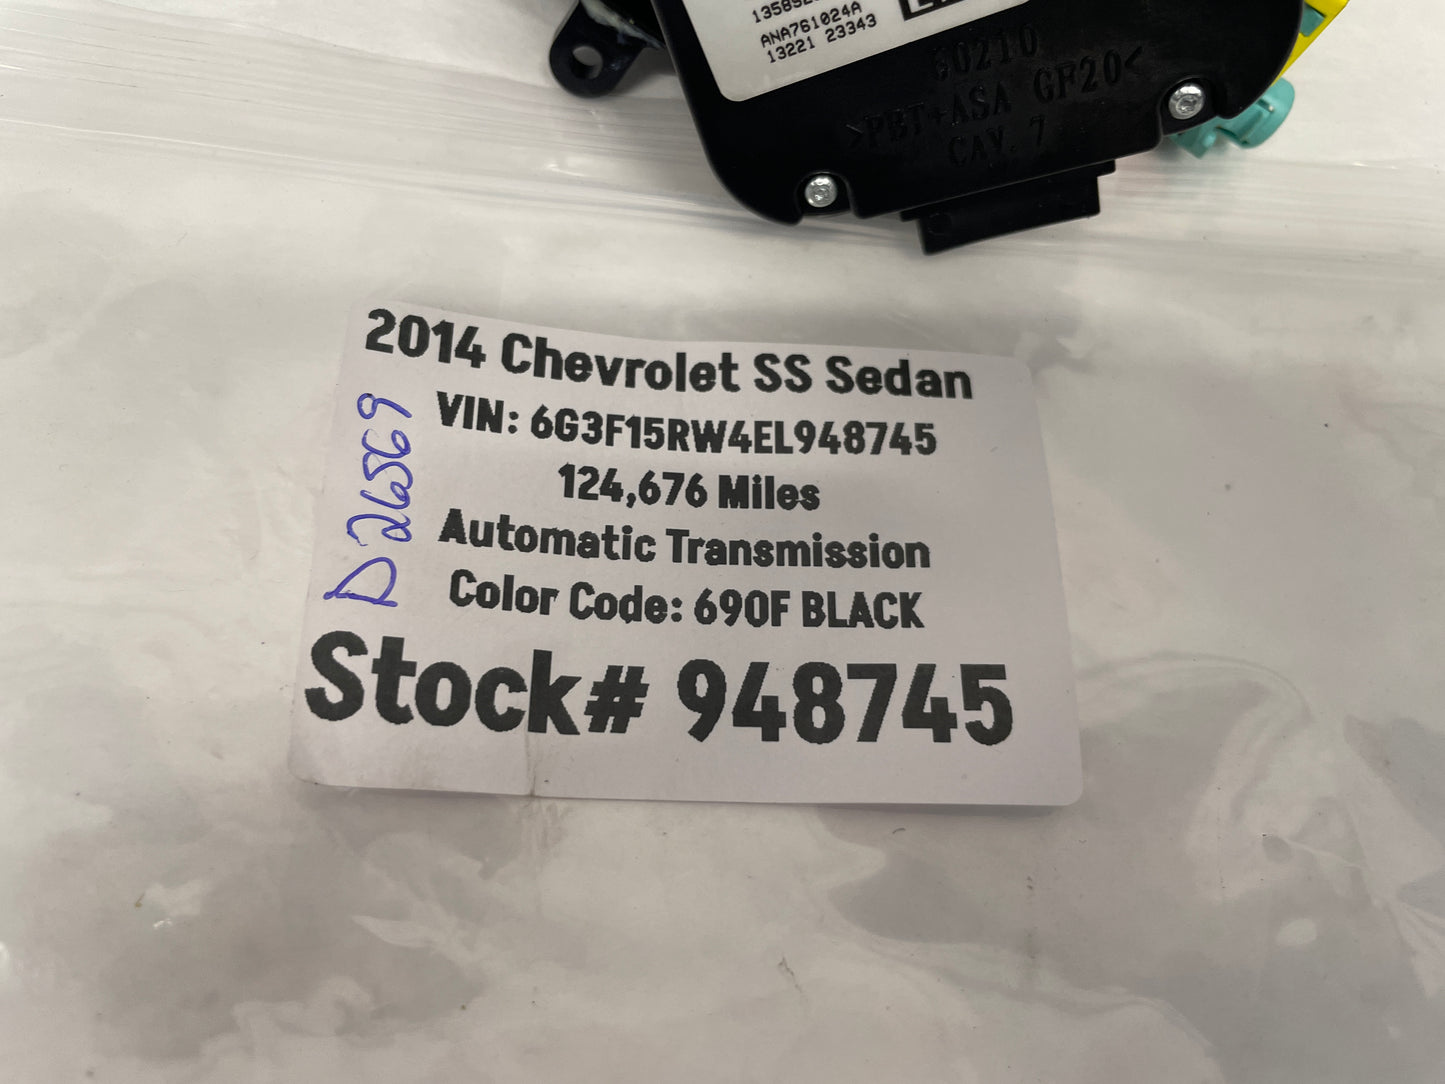 ANA761024A
13221 23343
60210
>PBT+ASA GF20<
CAV. 7
2014 Chevrolet SS Sedan
VIN: 6G3F15RW4EL948745
124,676 Miles
Automatic Transmission
Color Code: 690F BLACK
Stock# 948745
D26569